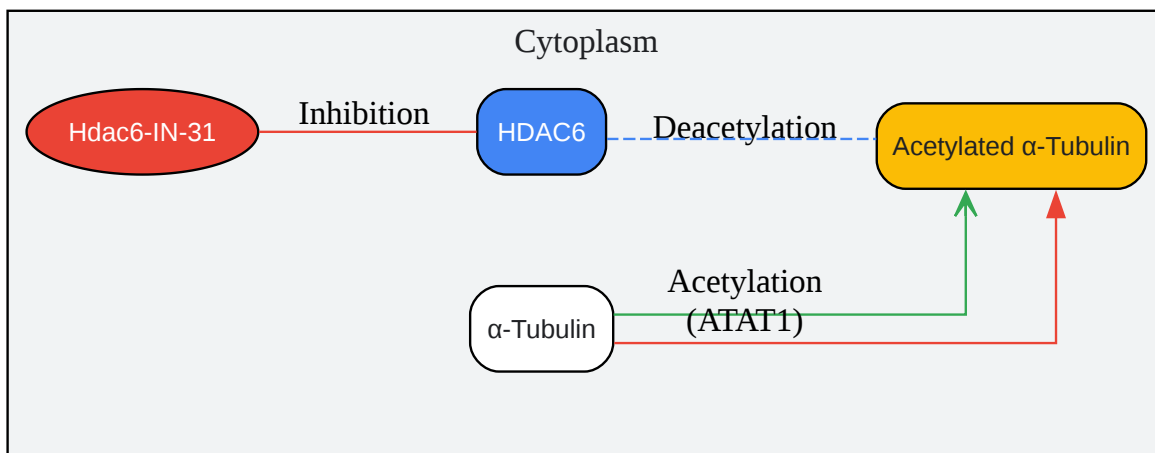 Cytoplasm
Hdac6-IN-31
Inhibition
HDAC6
Deacetylation
Acetylated α-Tubulin
α-Tubulin
Acetylation
(ATAT1)